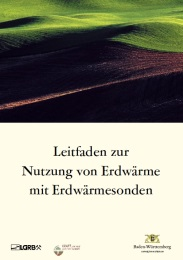 Leitfaden zur
Nutzung von Erdwärme
mit Erdwärmesonden
LGRB
Baden-Württemberg